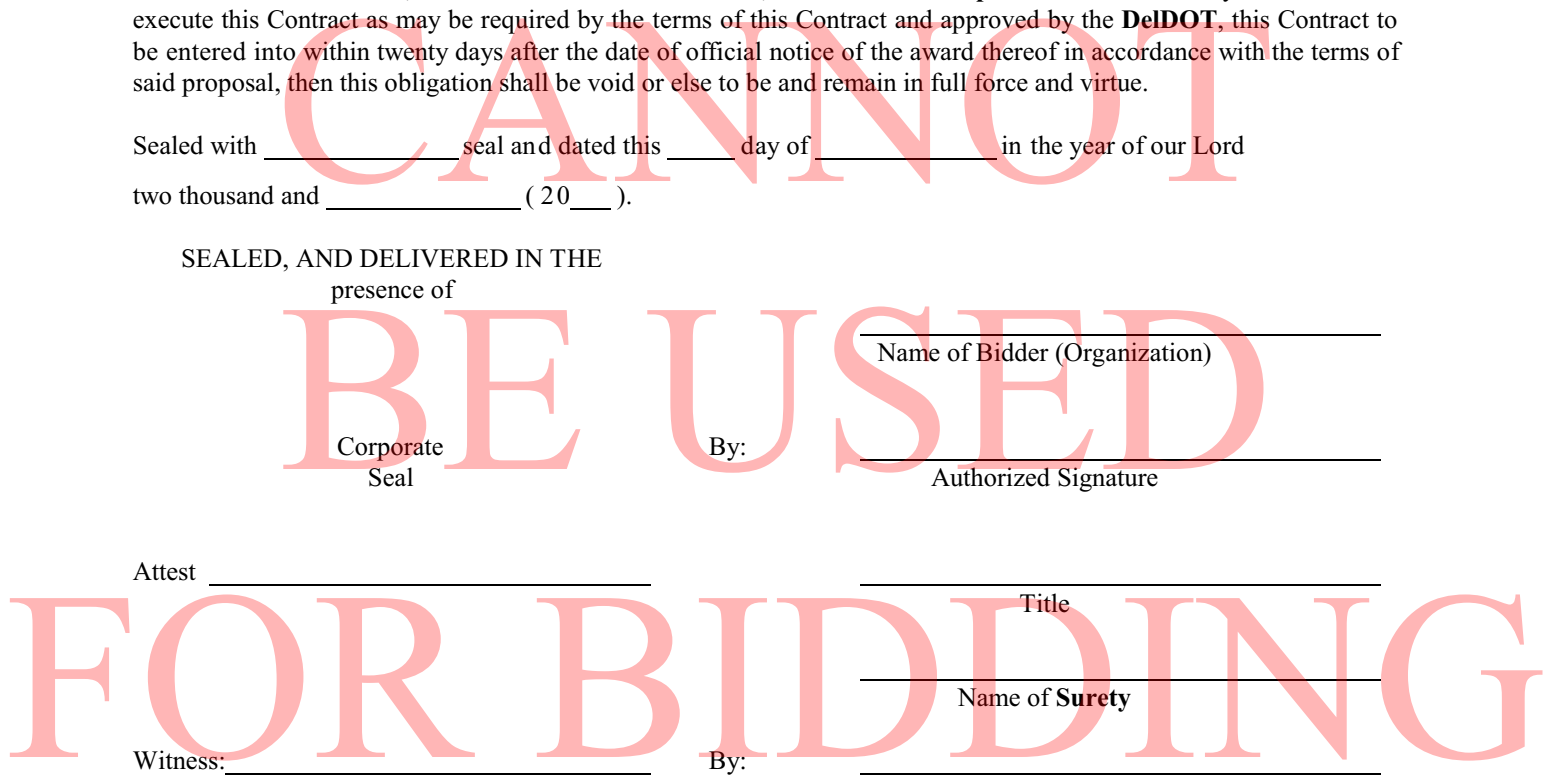 execute this Contract as may be required by the terms of this Contract and approved by the DelDOT, this Contract to
be entered into within twenty days after the date of official notice of the award thereof in accordance with the terms of
said proposal, then this obligation shall be void or else to be and remain in full force and virtue.
Sealed with ______________ seal and dated this _____ day of _____________ in the year of our Lord
two thousand and ______________ ( 20___ ).
SEALED, AND DELIVERED IN THE
presence of
Name of Bidder (Organization)
Corporate By:
Seal Authorized Signature
Attest
Title
Name of Surety
Witness: By:
CANNOT
BE USED
FOR BIDDING